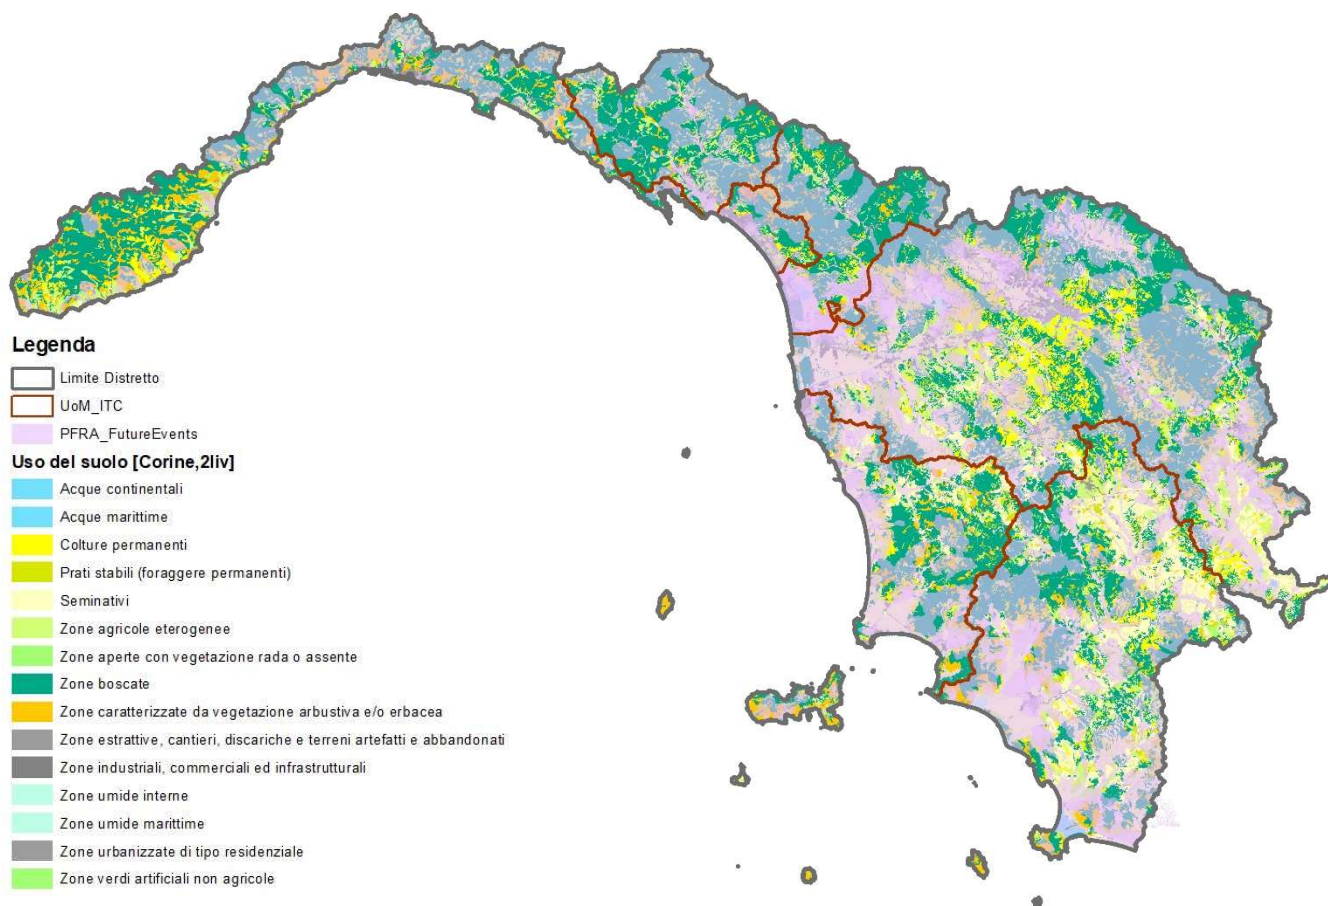 Legenda
Limite Distretto
UoM_ITC
PFRA_FutureEvents
Uso del suolo [Corine,2liv]
Acque continentali
Acque marittime
Colture permanenti
Prati stabili (foraggere permanenti)
Seminativi
Zone agricole eterogenee
Zone aperte con vegetazione rada o assente
Zone boscate
Zone caratterizzate da vegetazione arbustiva e/o erbacea
Zone estrattive, cantieri, discariche e terreni artefatti e abbandonati
Zone industriali, commerciali ed infrastrutturali
Zone umide interne
Zone umide marittime
Zone urbanizzate di tipo residenziale
Zone verdi artificiali non agricole